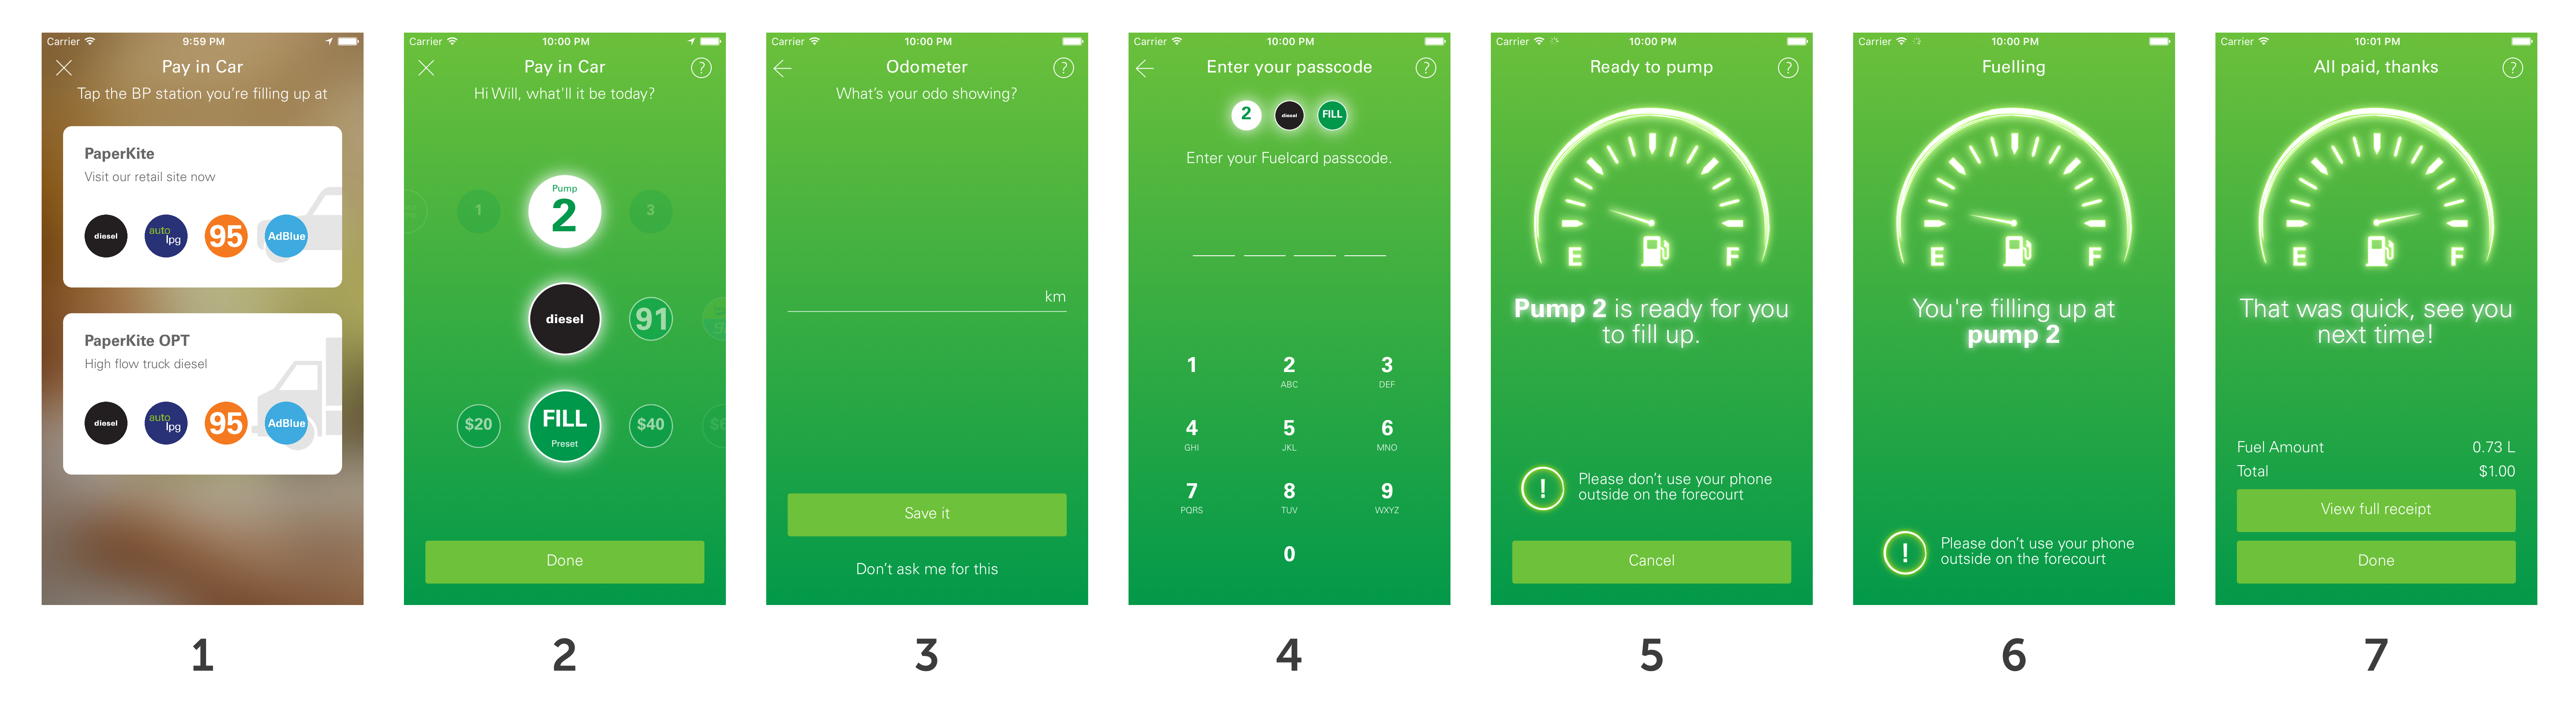 Carrier 9:59 PM
Pay in Car
Tap the BP station you're filling up at
PaperKite
Visit our retail site now
diesel auto lpg 95 AdBlue
PaperKite OPT
High flow truck diesel
diesel auto lpg 95 AdBlue
1
Carrier 10:00 PM
Pay in Car ?
Hi Will, what'll it be today?
Pump
1 2 3
diesel 91
$20 FILL $40
Preset
Done
2
Carrier 10:00 PM
Odometer ?
What's your odo showing?
km
Save it
Don't ask me for this
3
Carrier 10:00 PM
Enter your passcode ?
2 diesel FILL
Enter your Fuelcard passcode.
1 2 3
ABC DEF
4 5 6
GHI JKL MNO
7 8 9
PQRS TUV WXYZ
0
4
Carrier 10:00 PM
Ready to pump ?
E F
Pump 2 is ready for you
to fill up.
! Please don't use your phone
outside on the forecourt
Cancel
5
Carrier 10:00 PM
Fuelling
E F
You're filling up at
pump 2
! Please don't use your phone
outside on the forecourt
6
Carrier 10:01 PM
All paid, thanks ?
E F
That was quick, see you
next time!
Fuel Amount 0.73 L
Total $1.00
View full receipt
Done
7